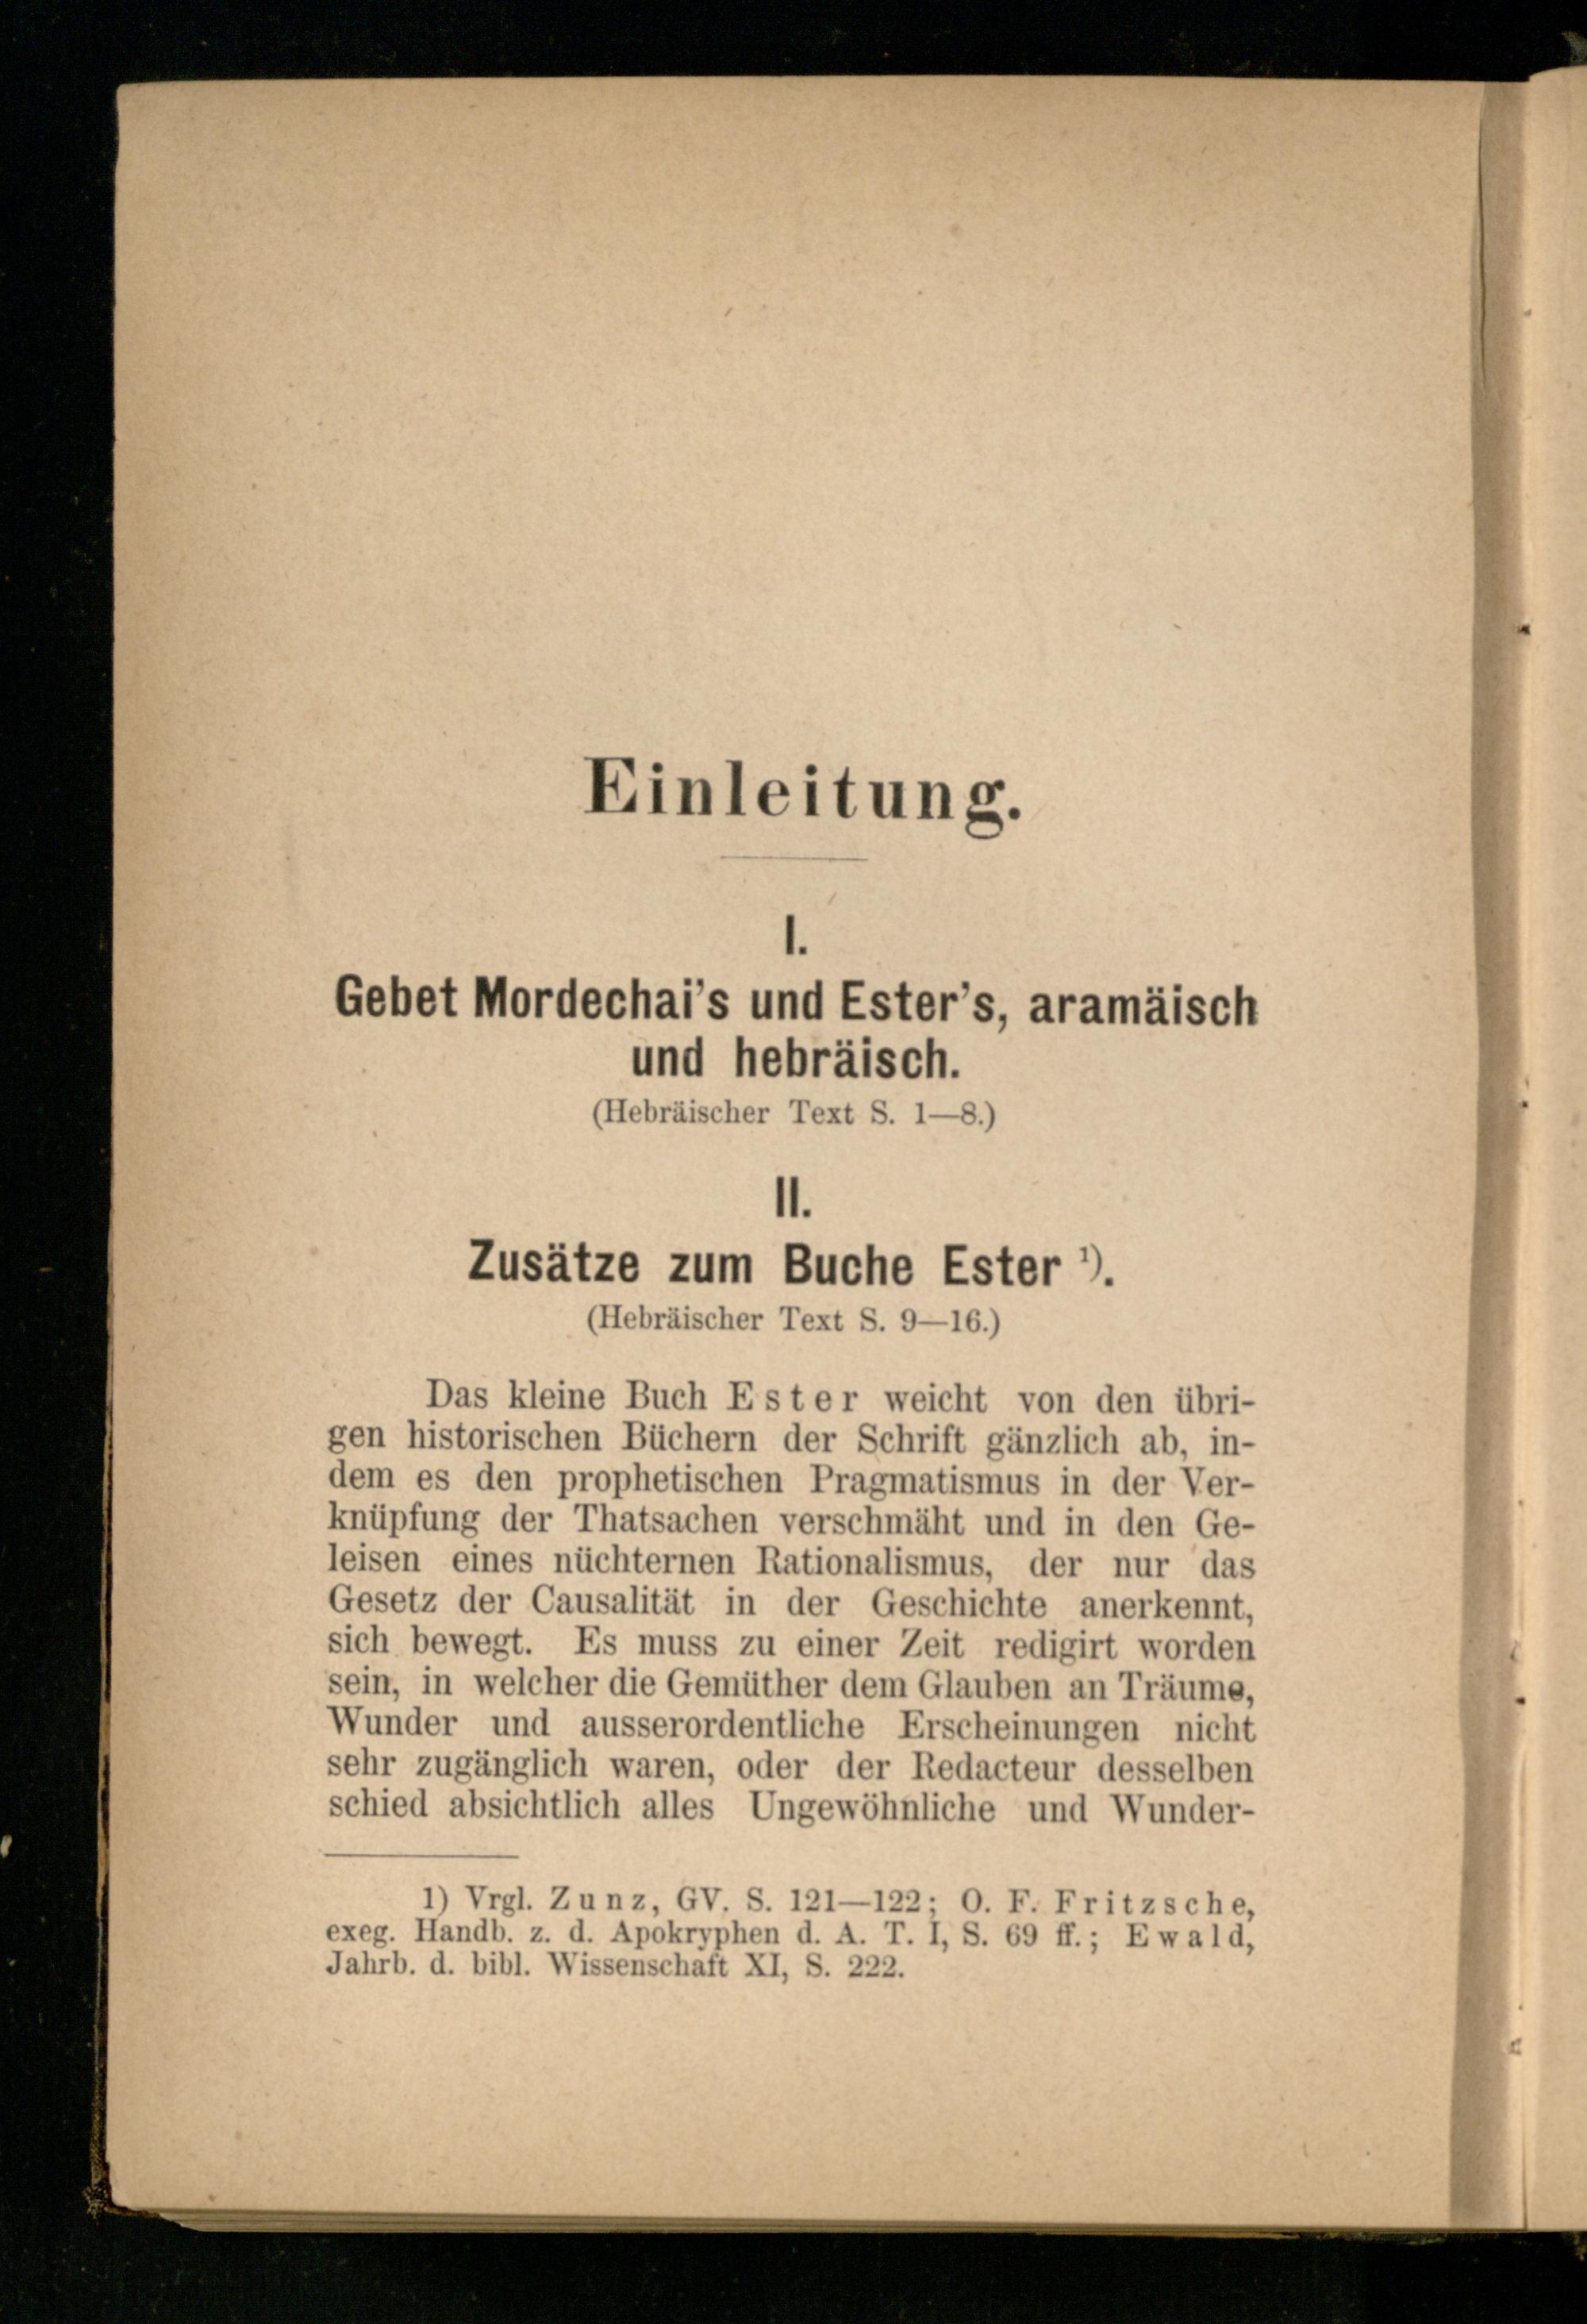 Einleitung.
I.
Gebet Mordechai's und Ester's, aramäisch
und hebräisch.
(Hebräischer Text S. 1—8.)
II.
Zusätze zum Buche Ester ¹).
(Hebräischer Text S. 9—16.)
Das kleine Buch Ester weicht von den übri-
gen historischen Büchern der Schrift gänzlich ab, in-
dem es den prophetischen Pragmatismus in der Ver-
knüpfung der Thatsachen verschmäht und in den Ge-
leisen eines nüchternen Rationalismus, der nur das
Gesetz der Causalität in der Geschichte anerkennt,
sich bewegt. Es muss zu einer Zeit redigirt worden
sein, in welcher die Gemüther dem Glauben an Träume,
Wunder und ausserordentliche Erscheinungen nicht
sehr zugänglich waren, oder der Redacteur desselben
schied absichtlich alles Ungewöhnliche und Wunder-
1) Vrgl. Zunz, GV. S. 121—122; O. F. Fritzsche,
exeg. Handb. z. d. Apokryphen d. A. T. I, S. 69 ff.; Ewald,
Jahrb. d. bibl. Wissenschaft XI, S. 222.